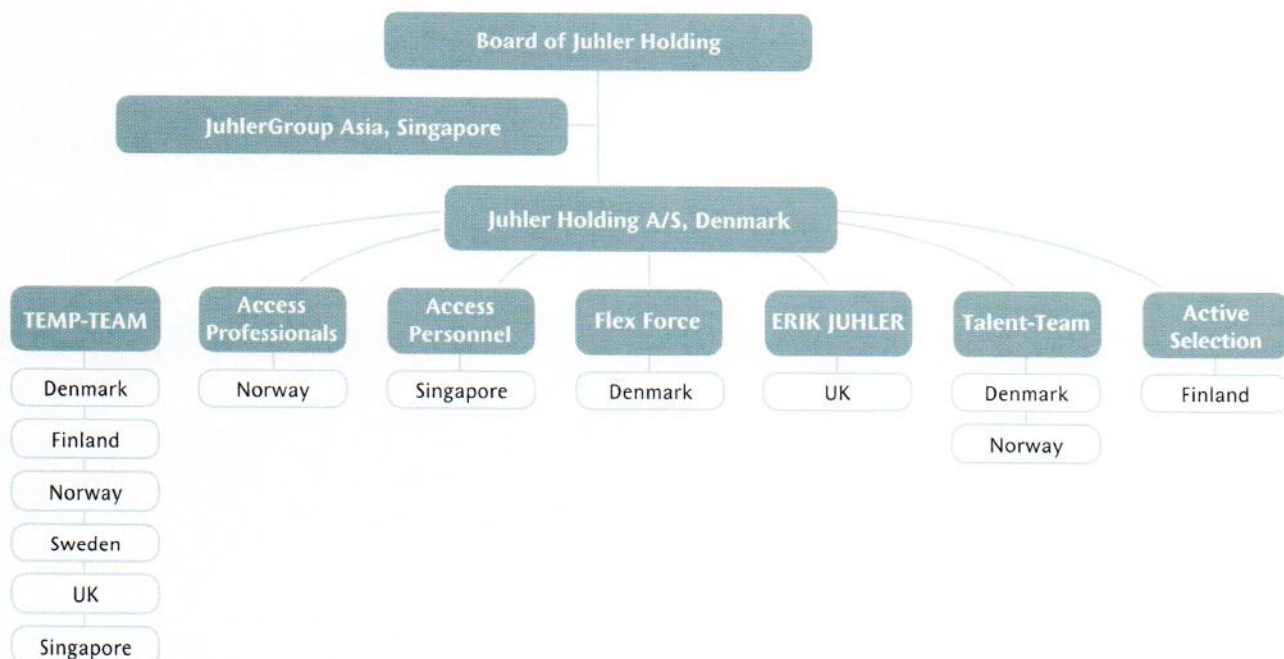 Board of Juhler Holding
JuhlerGroup Asia, Singapore
Juhler Holding A/S, Denmark
TEMP-TEAM
Denmark
Finland
Norway
Sweden
UK
Singapore
Access
Professionals
Norway
Access
Personnel
Singapore
Flex Force
Denmark
ERIK JUHLER
UK
Talent-Team
Denmark
Norway
Active
Selection
Finland